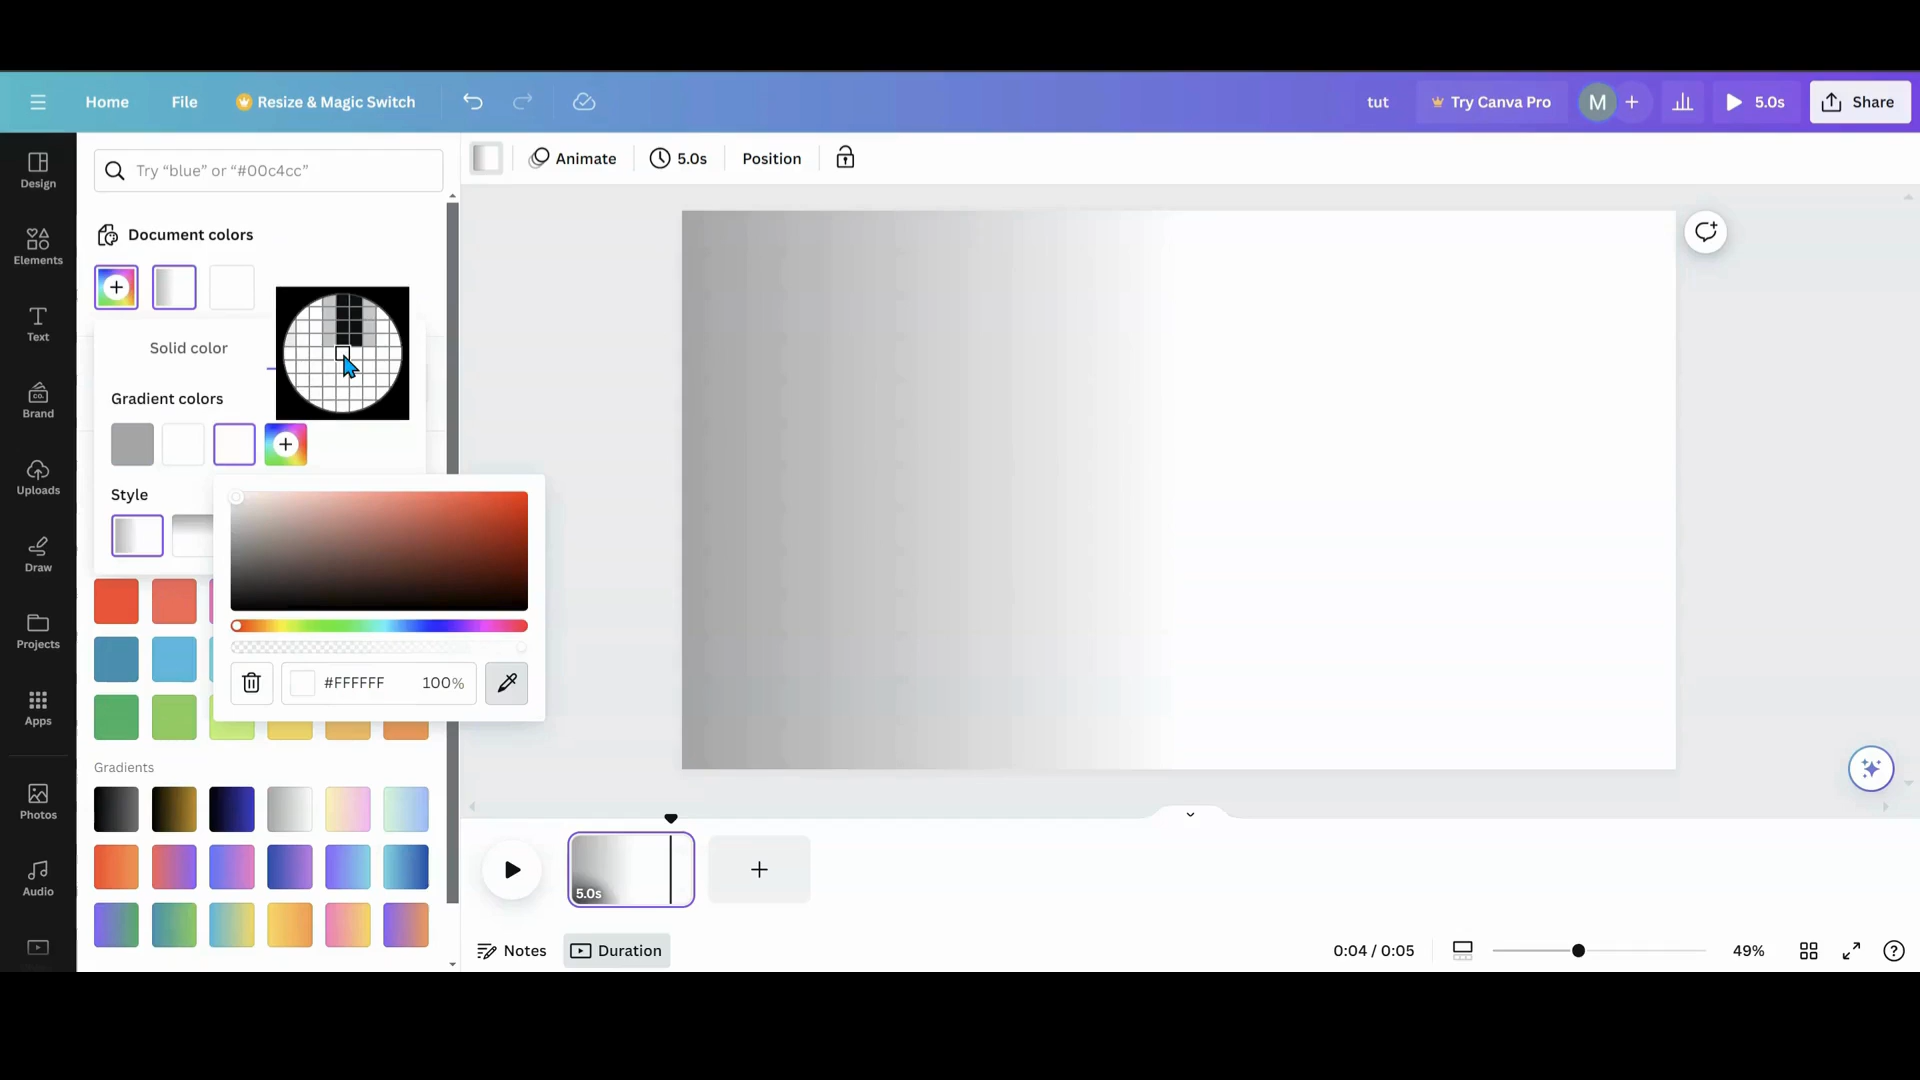 Home File Resize & Magic Switch tut Try Canva Pro M 5.0s Share
Design
Elements
Text
Brand
Uploads
Draw
Projects
Apps
Photos
Audio
Try “blue” or “#00c4cc”
Animate 5.0s Position
Document colors
Solid color
Gradient colors
Style
#FFFFFF 100%
Gradients
5.0s
Notes Duration 0:04 / 0:05 49%